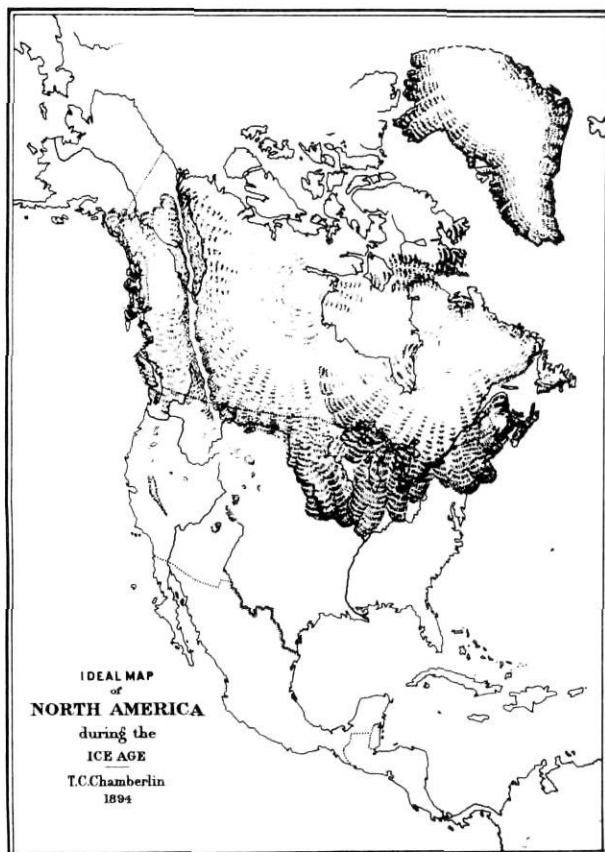 IDEAL MAP
of
NORTH AMERICA
during the
ICE AGE
T.C.Chamberlin
1894